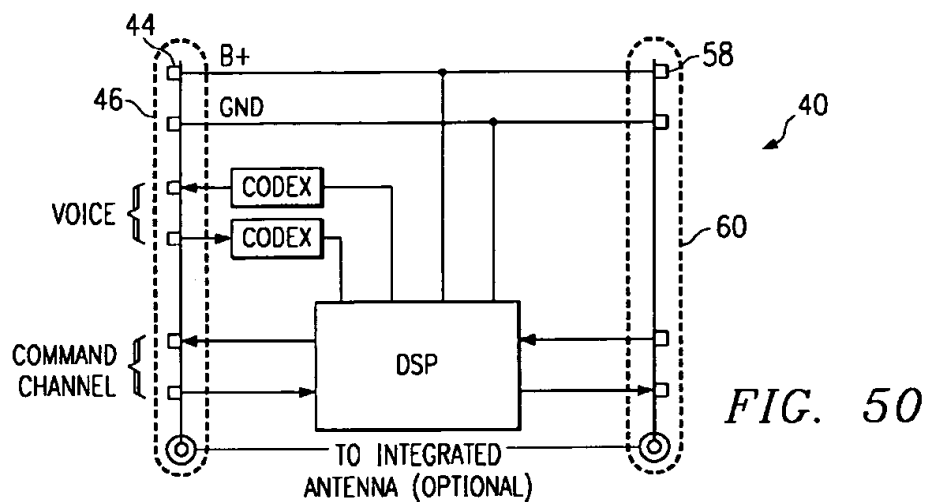 44
B+
58
46
GND
40
CODEX
VOICE
CODEX
60
COMMAND
CHANNEL
DSP
FIG. 50
TO INTEGRATED
ANTENNA (OPTIONAL)